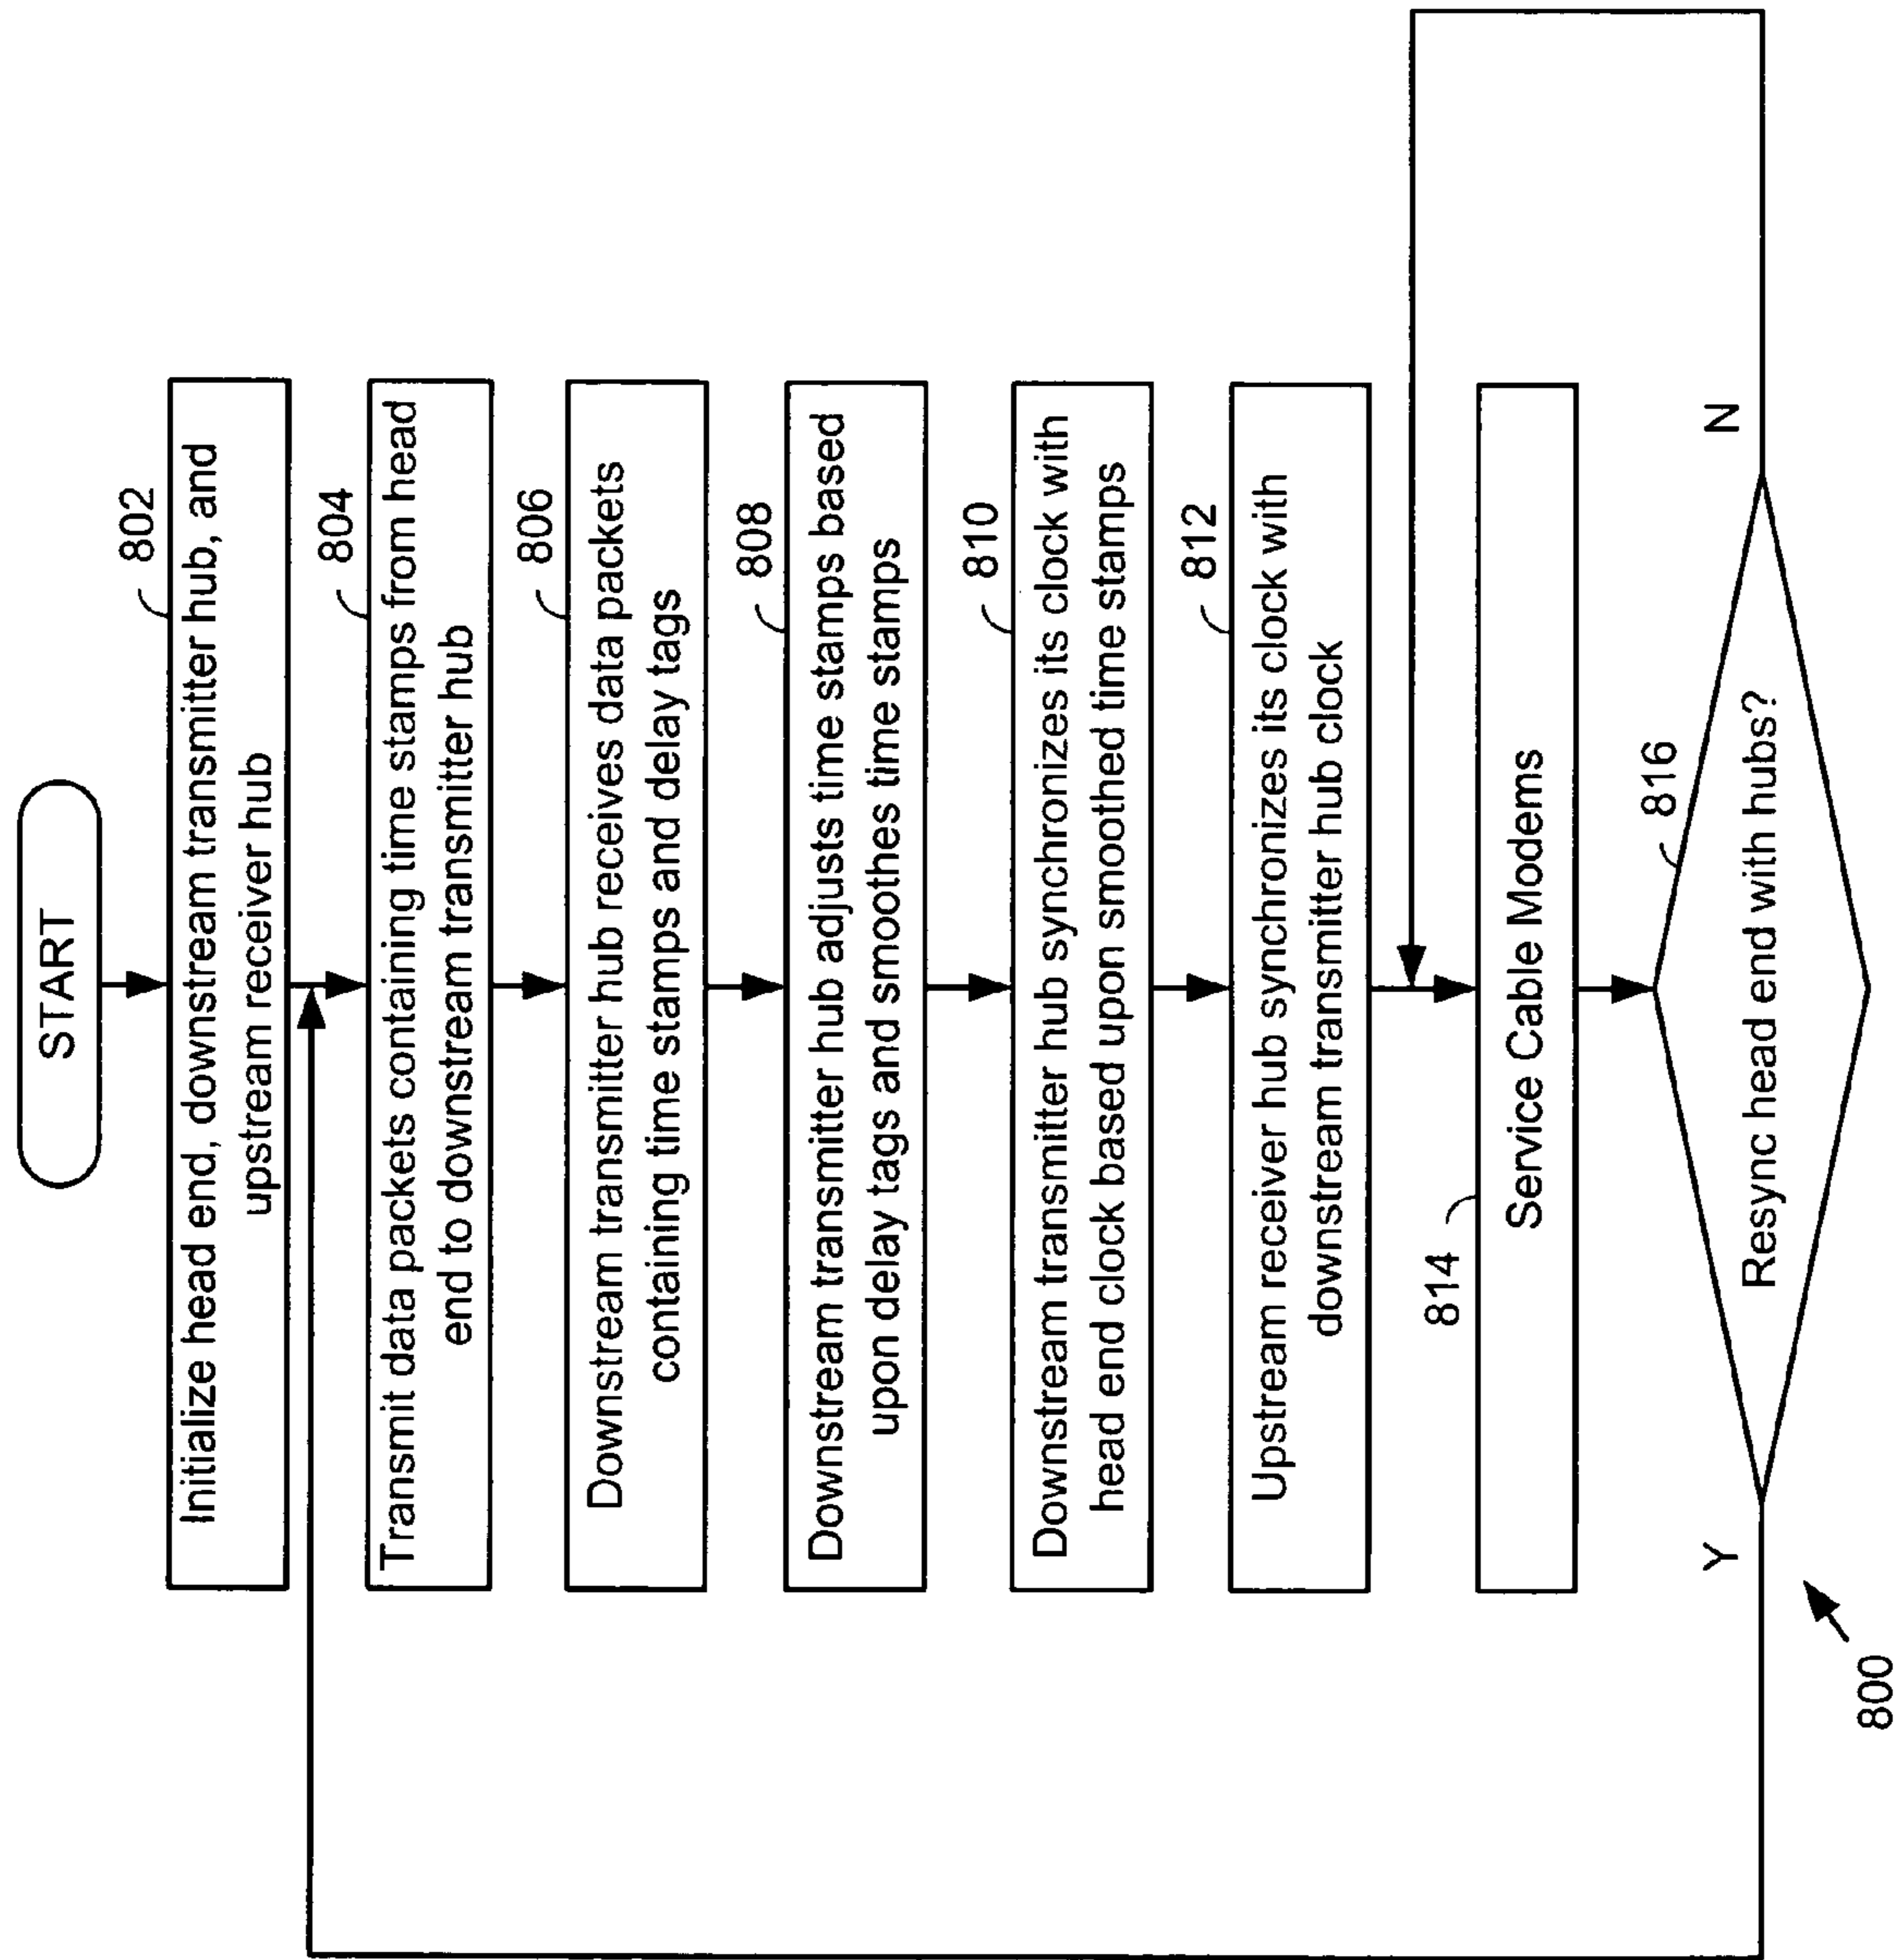 START
802
Initialize head end, downstream transmitter hub, and
upstream receiver hub
804
Transmit data packets containing time stamps from head
end to downstream transmitter hub
806
Downstream transmitter hub receives data packets
containing time stamps and delay tags
808
Downstream transmitter hub adjusts time stamps based
upon delay tags and smoothes time stamps
810
Downstream transmitter hub synchronizes its clock with
head end clock based upon smoothed time stamps
812
Upstream receiver hub synchronizes its clock with
downstream transmitter hub clock
814
Service Cable Modems
816
Resync head end with hubs?
Y
N
800